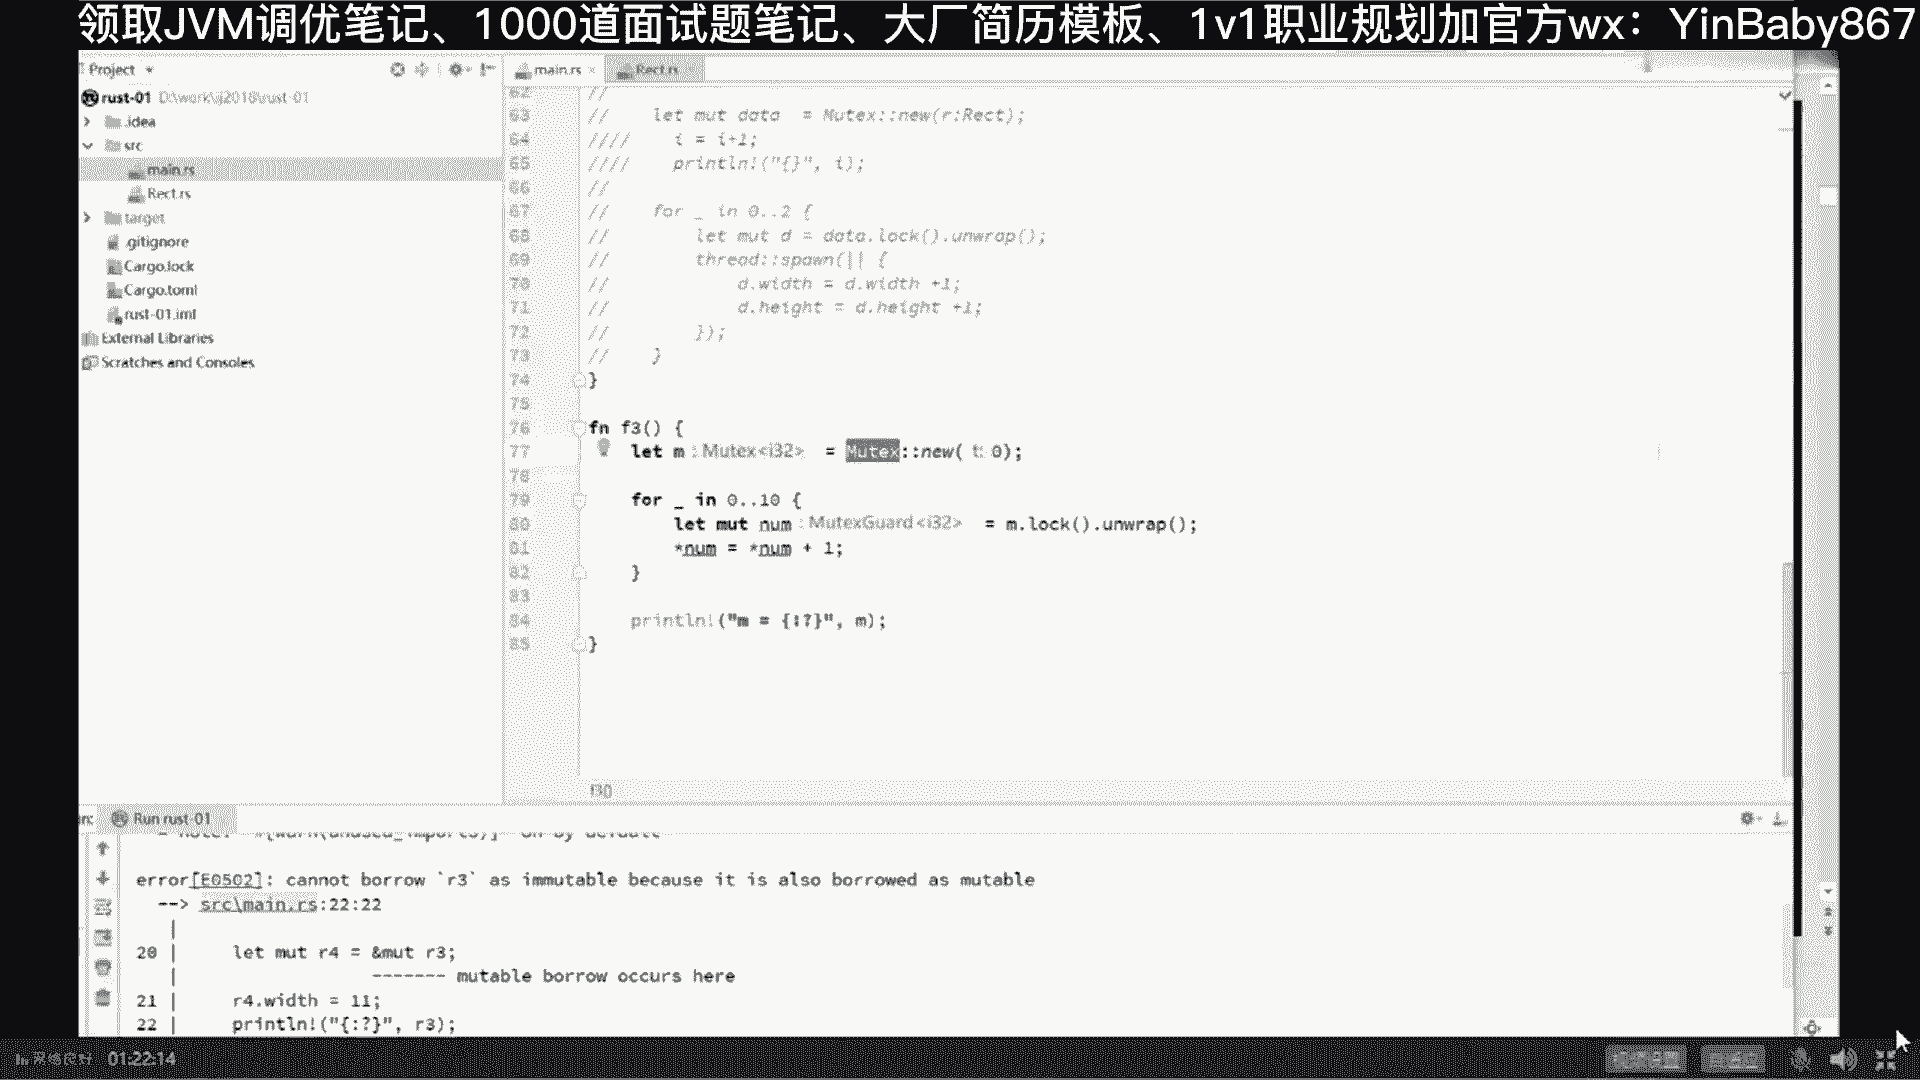 领取JVM调优笔记、1000道面试题笔记、大厂简历模板、1v1职业规划加官方wx：YinBaby867
Project
main.rs
Rect.rs
rust-01
.idea
src
main.rs
Rect.rs
target
.gitignore
Cargo.lock
Cargo.toml
rust-01.iml
External Libraries
Scratches and Consoles
62 //
63 //    let mut data  = Mutex::new(r:Rect);
64 ////    i = i+1;
65 ////    println!("{}", i);
66 //
67 //    for _ in 0..2 {
68 //        let mut d = data.lock().unwrap();
69 //        thread::spawn(|| {
70 //            d.width = d.width +1;
71 //            d.height = d.height +1;
72 //        });
73 //    }
74 }
75
76 fn f3() {
77     let m : Mutex<i32>  = Mutex::new( t: 0);
78
79     for _ in 0..10 {
80         let mut num : MutexGuard<i32>  = m.lock().unwrap();
81         *num = *num + 1;
82     }
83
84     println!("m = {:?}", m);
85 }
f3()
Run rust-01
error[E0502]: cannot borrow `r3` as immutable because it is also borrowed as mutable
--> src\main.rs:22:22
|
20 |     let mut r4 = &mut r3;
|                  ------- mutable borrow occurs here
21 |     r4.width = 11;
22 |     println!("{:?}", r3);
01:22:14